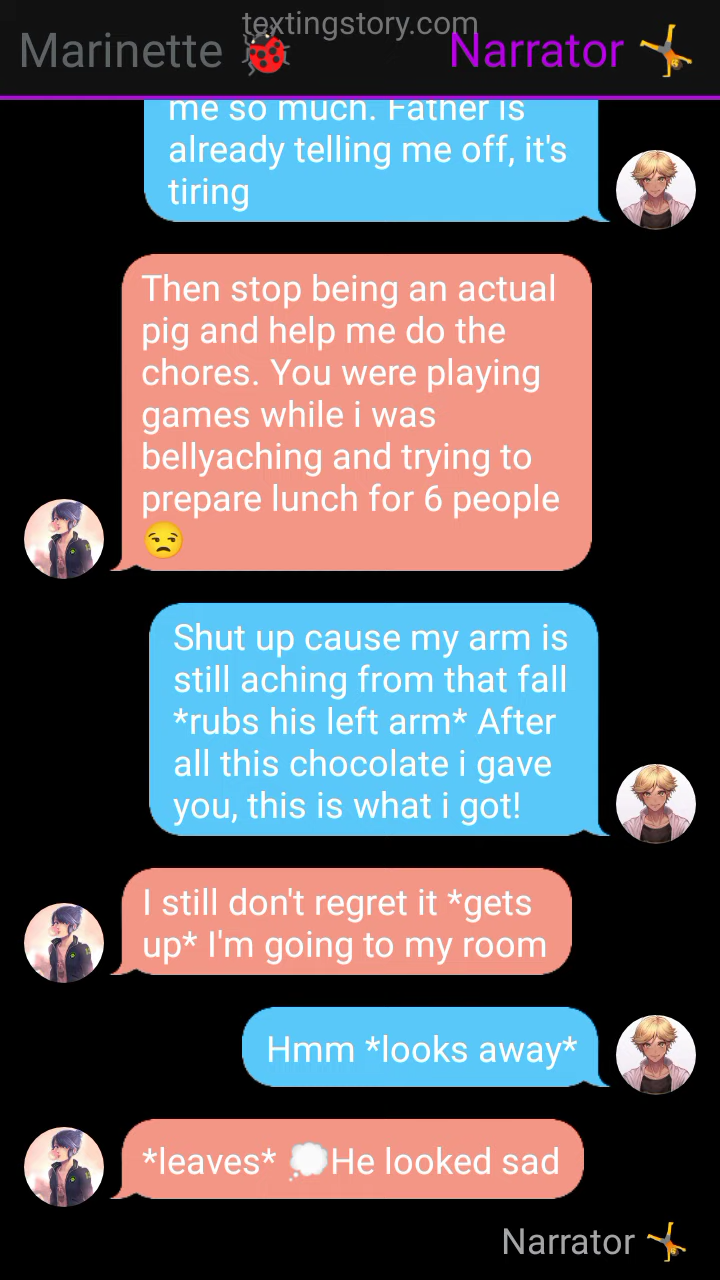 textingstory.com
Marinette 🐞 Narrator 🤸
me so much. Father is
already telling me off, it's
tiring
Then stop being an actual
pig and help me do the
chores. You were playing
games while i was
bellyaching and trying to
prepare lunch for 6 people
😒
Shut up cause my arm is
still aching from that fall
*rubs his left arm* After
all this chocolate i gave
you, this is what i got!
I still don't regret it *gets
up* I'm going to my room
Hmm *looks away*
*leaves* 💭He looked sad
Narrator 🤸